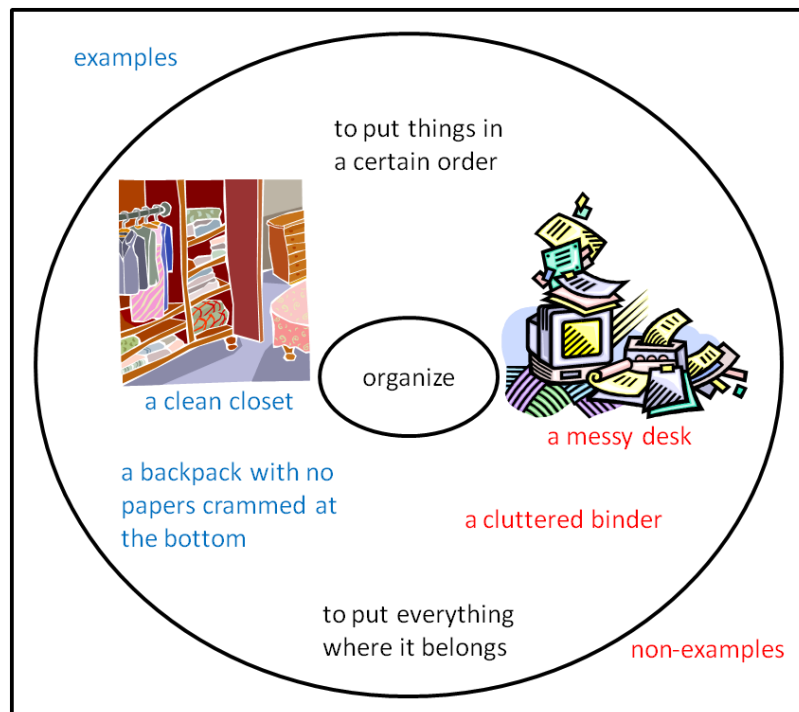 examples
to put things in
a certain order
organize
a clean closet
a messy desk
a backpack with no
papers crammed at
the bottom
a cluttered binder
to put everything
where it belongs
non-examples